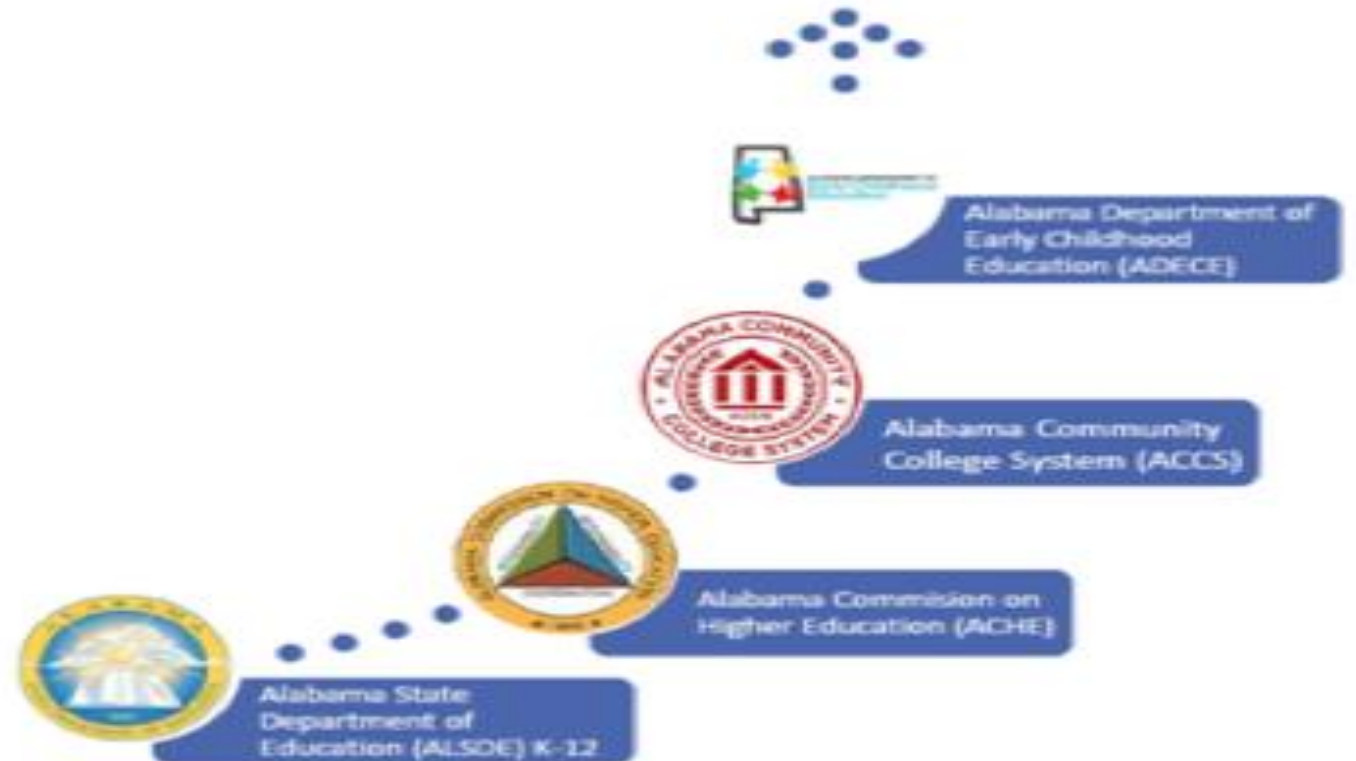 Alabama Department of
Early Childhood
Education (ADECE)
ALABAMA COMMUNITY
COLLEGE SYSTEM
Alabama Community
College System (ACCS)
Alabama Commision on
Higher Education (ACHE)
ALABAMA
Alabama State
Department of
Education (ALSDE) K-12